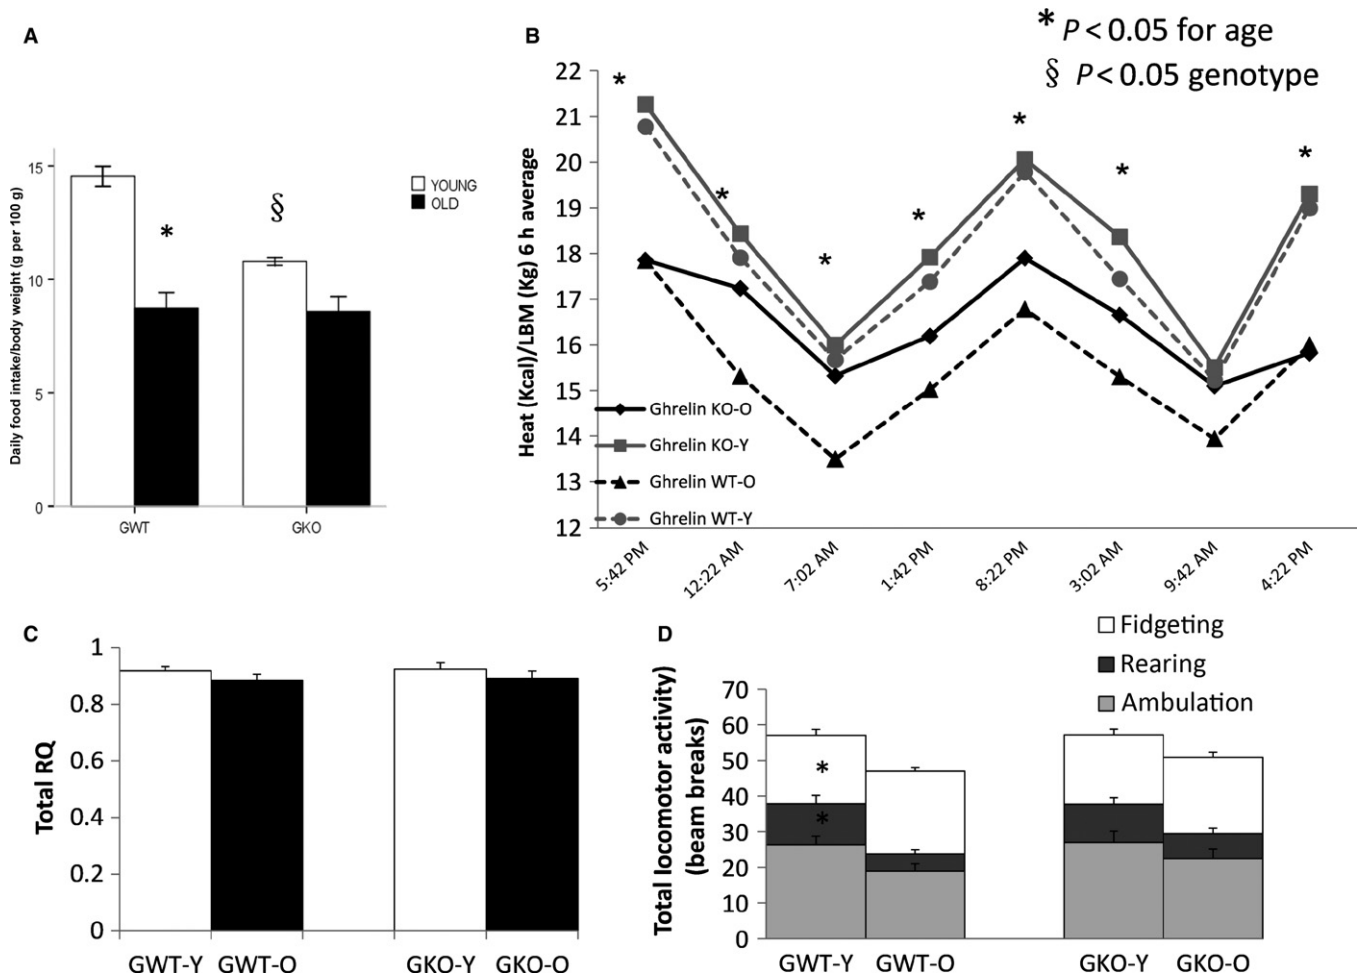 * P < 0.05 for age
§ P < 0.05 genotype
A
Daily food intake/body weight (g per 100 g)
15
10
5
0
*
§
YOUNG
OLD
GWT
GKO
B
Heat (Kcal)/LBM (Kg) 6 h average
22
21
20
19
18
17
16
15
14
13
12
*
*
*
*
*
*
*
Ghrelin KO-O
Ghrelin KO-Y
Ghrelin WT-O
Ghrelin WT-Y
5:42 PM
12:22 AM
7:02 AM
1:42 PM
8:22 PM
3:02 AM
9:42 AM
4:22 PM
C
Total RQ
1
0.8
0.6
0.4
0.2
0
GWT-Y
GWT-O
GKO-Y
GKO-O
D
Fidgeting
Rearing
Ambulation
Total locomotor activity)
(beam breaks)
70
60
50
40
30
20
10
0
*
*
GWT-Y
GWT-O
GKO-Y
GKO-O